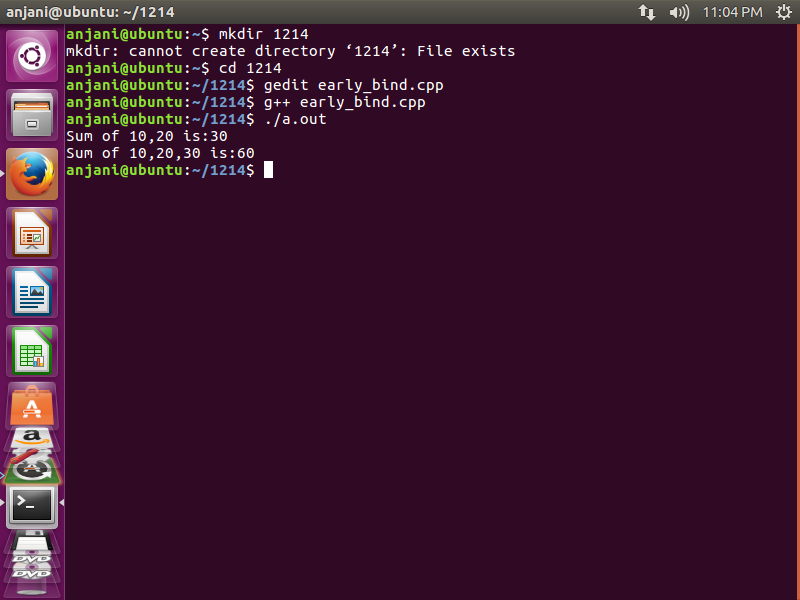 anjani@ubuntu: ~/1214
11:04 PM
anjani@ubuntu:~$ mkdir 1214
mkdir: cannot create directory ‘1214’: File exists
anjani@ubuntu:~$ cd 1214
anjani@ubuntu:~/1214$ gedit early_bind.cpp
anjani@ubuntu:~/1214$ g++ early_bind.cpp
anjani@ubuntu:~/1214$ ./a.out
Sum of 10,20 is:30
Sum of 10,20,30 is:60
anjani@ubuntu:~/1214$
A
a
>_
DVD
DVD